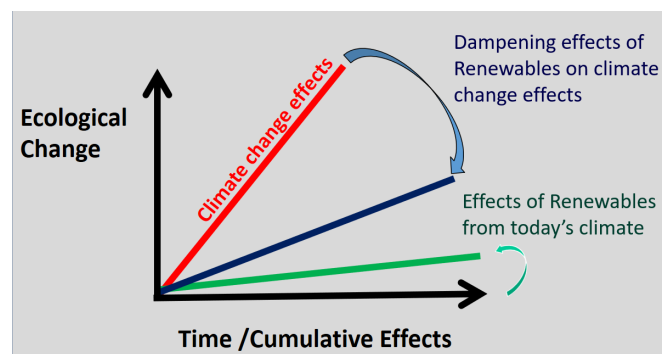 Dampening effects of
Renewables on climate
change effects
Ecological
Change
Climate change effects
Effects of Renewables
from today's climate
Time /Cumulative Effects